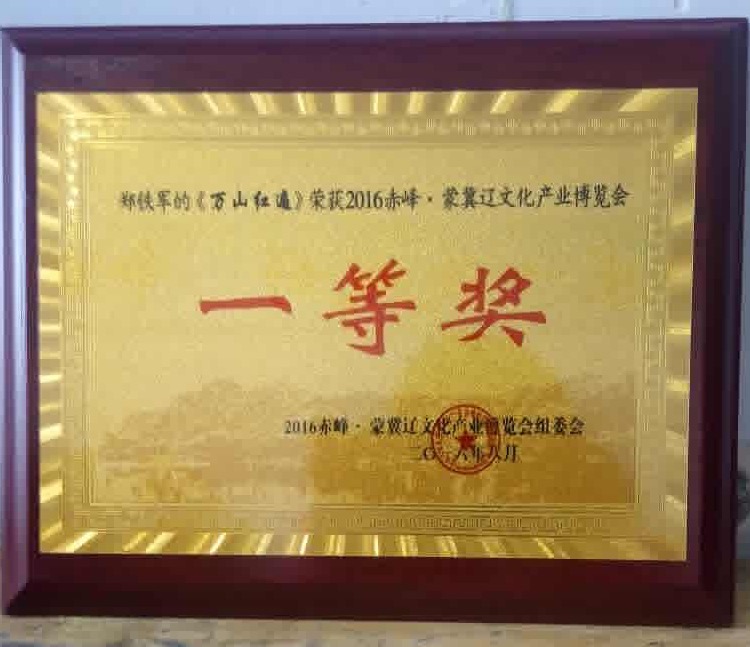 郑铁军的《万山红遍》荣获2016赤峰·蒙冀辽文化产业博览会
一等奖
2016赤峰·蒙冀辽文化产业博览会组委会
二〇一六年八月